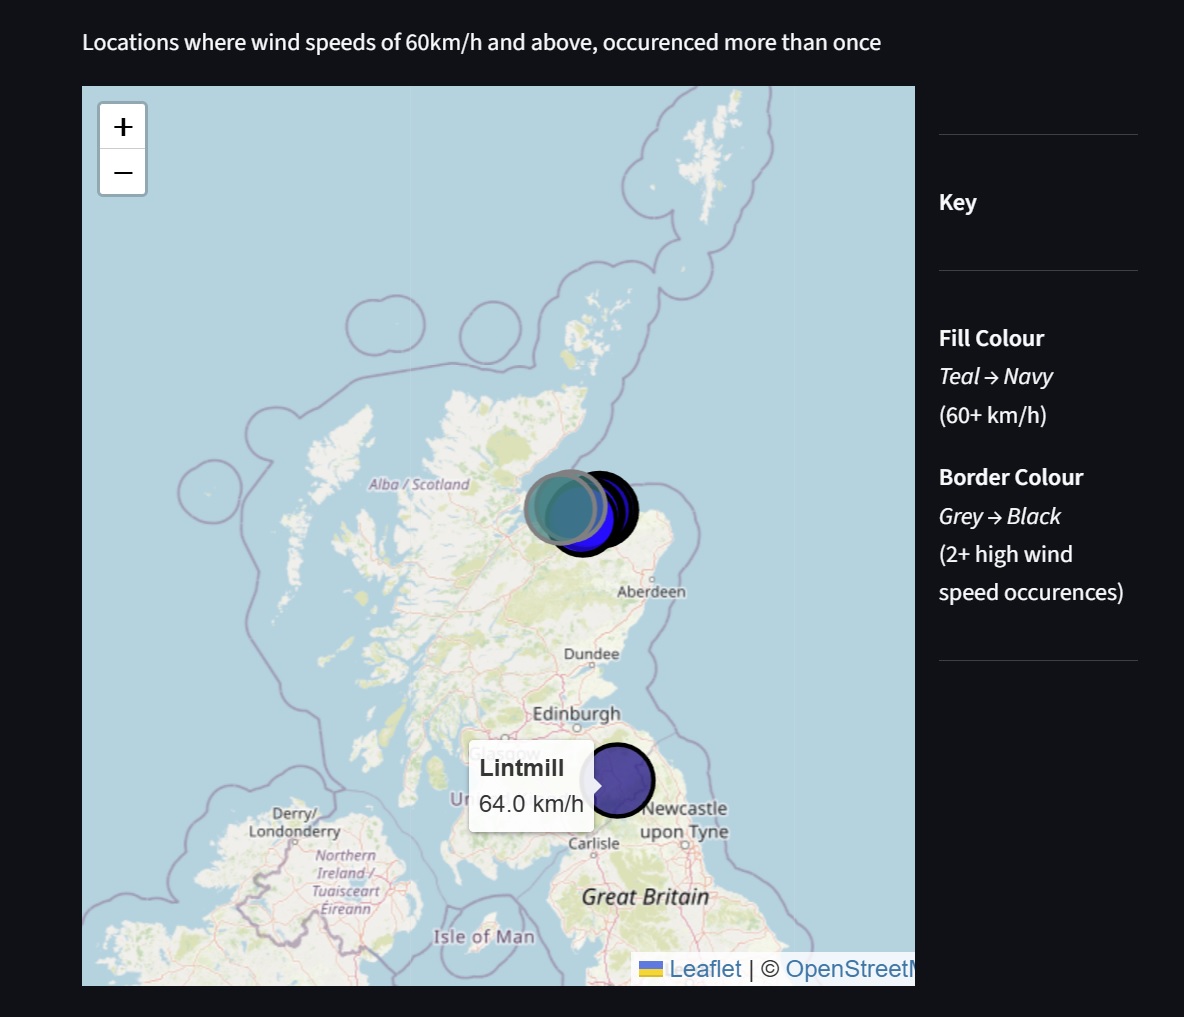 Locations where wind speeds of 60km/h and above, occurenced more than once
+
−
Key
Fill Colour
Teal → Navy
(60+ km/h)
Border Colour
Grey → Black
(2+ high wind
speed occurences)
Alba / Scotland
Aberdeen
Dundee
Edinburgh
Glasgow
Lintmill
64.0 km/h
Newcastle
upon Tyne
Carlisle
Derry/
Londonderry
Northern
Ireland /
Tuaisceart
Éireann
Great Britain
Isle of Man
Leaflet | © OpenStreetM